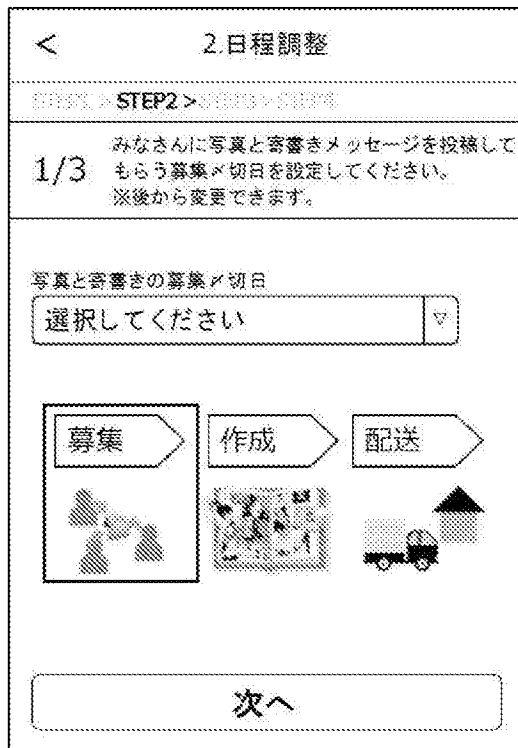 <
2.日程調整
STEP2 >
1/3
みなさんに写真と寄書きメッセージを投稿して
もらう募集〆切日を設定してください。
※後から変更できます。
写真と寄書きの募集〆切日
選択してください
▽
募集
作成
配送
次へ